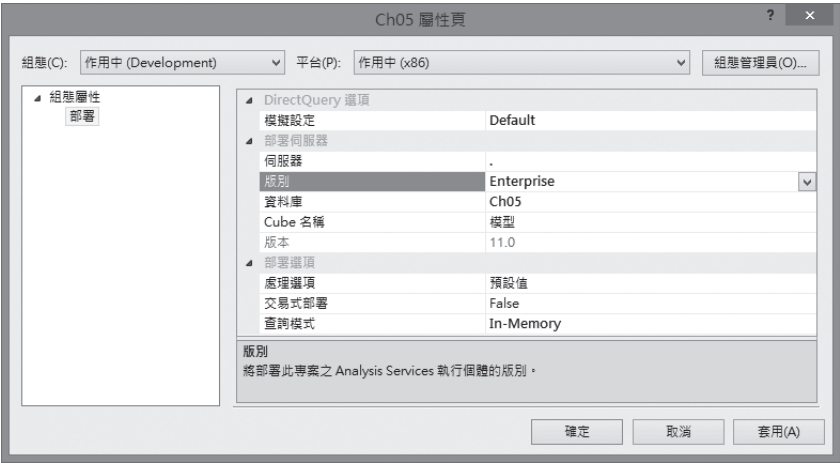 Ch05 屬性頁
? ×
組態(C): 作用中 (Development) 平台(P): 作用中 (x86) 組態管理員(O)...
組態屬性
部署
DirectQuery 選項
模擬設定 Default
部署伺服器
伺服器 .
版別 Enterprise
資料庫 Ch05
Cube 名稱 模型
版本 11.0
部署選項
處理選項 預設值
交易式部署 False
查詢模式 In-Memory
版別
將部署此專案之 Analysis Services 執行個體的版別。
確定 取消 套用(A)